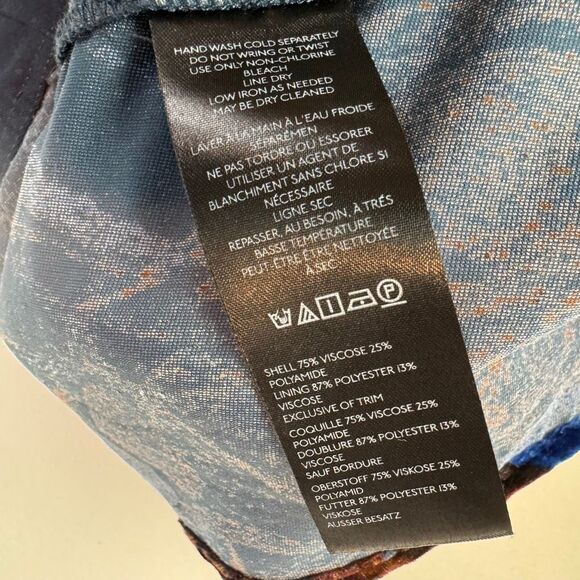 HAND WASH COLD SEPARATELY
DO NOT WRING OR TWIST
USE ONLY NON-CHLORINE
BLEACH
LINE DRY
LOW IRON AS NEEDED
MAY BE DRY CLEANED
LAVER À LA MAIN À L'EAU FROIDE
SÉPARÉMEN
NE PAS TORDRE OU ESSORER
UTILISER UN AGENT DE
BLANCHIMENT SANS CHLORE SI
NÉCESSAIRE
LIGNE SEC
REPASSER, AU BESOIN, À TRÉS
BASSE TEMPÉRATURE
PEUT-ÊTRE ÊTRE NETTOYÉE
À SEC
P
SHELL 75% VISCOSE 25%
POLYAMIDE
LINING 87% POLYESTER 13%
VISCOSE
EXCLUSIVE OF TRIM
COQUILLE 75% VISCOSE 25%
POLYAMIDE
DOUBLURE 87% POLYESTER 13%
VISCOSE
SAUF BORDURE
OBERSTOFF 75% VISKOSE 25%
POLYAMID
FUTTER 87% POLYESTER 13%
VISKOSE
AUSSER BESATZ